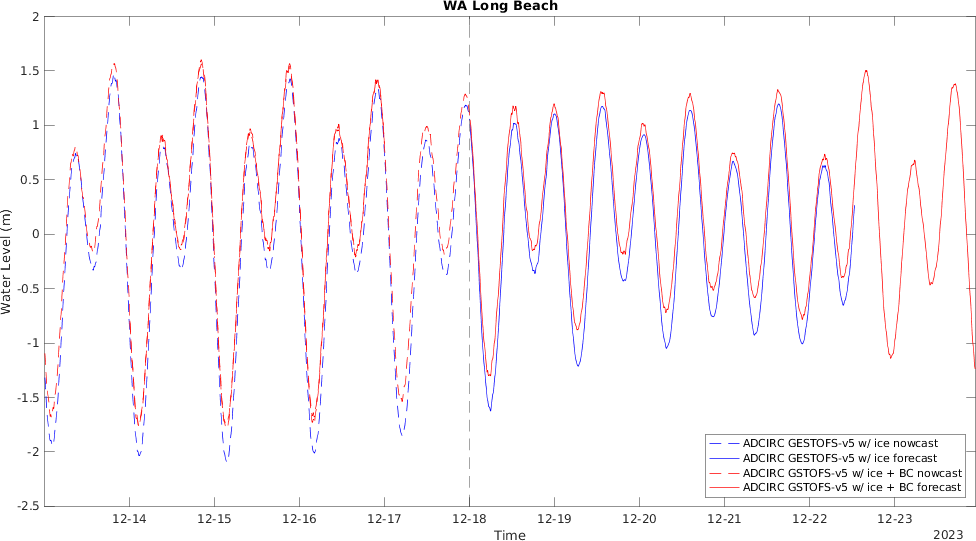 WA Long Beach
2
1.5
1
0.5
0
-0.5
-1
-1.5
-2
-2.5
Water Level (m)
ADCIRC GESTOFS-v5 w/ ice nowcast
ADCIRC GESTOFS-v5 w/ ice forecast
ADCIRC GSTOFS-v5 w/ ice + BC nowcast
ADCIRC GSTOFS-v5 w/ ice + BC forecast
12-14 12-15 12-16 12-17 12-18 12-19 12-20 12-21 12-22 12-23
Time
2023